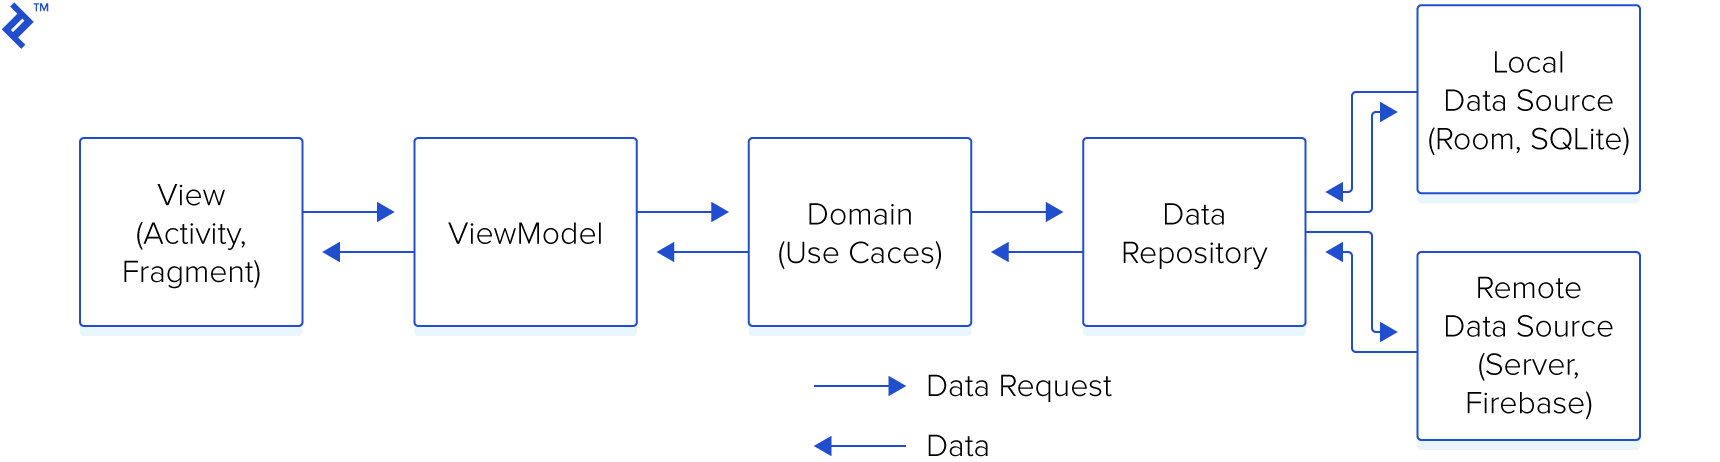 TM
View
(Activity,
Fragment)
ViewModel
Domain
(Use Caces)
Data
Repository
Local
Data Source
(Room, SQLite)
Remote
Data Source
(Server,
Firebase)
Data Request
Data